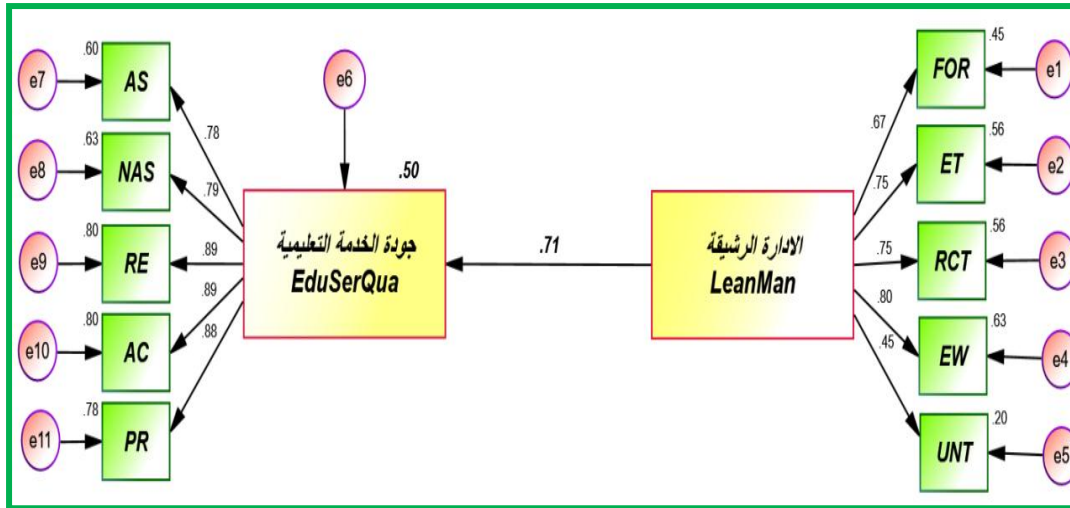 .60
e7
AS
.78
.63
e8
NAS
.79
.80
e9
RE
.89
.80
e10
AC
.89
.78
e11
PR
.88
e6
.50
جودة الخدمة التعليمية
EduSerQua
.71
الادارة الرشيقة
LeanMan
.45
FOR
e1
.67
.56
ET
e2
.75
.56
RCT
e3
.75
.63
EW
e4
.80
.20
UNT
e5
.45